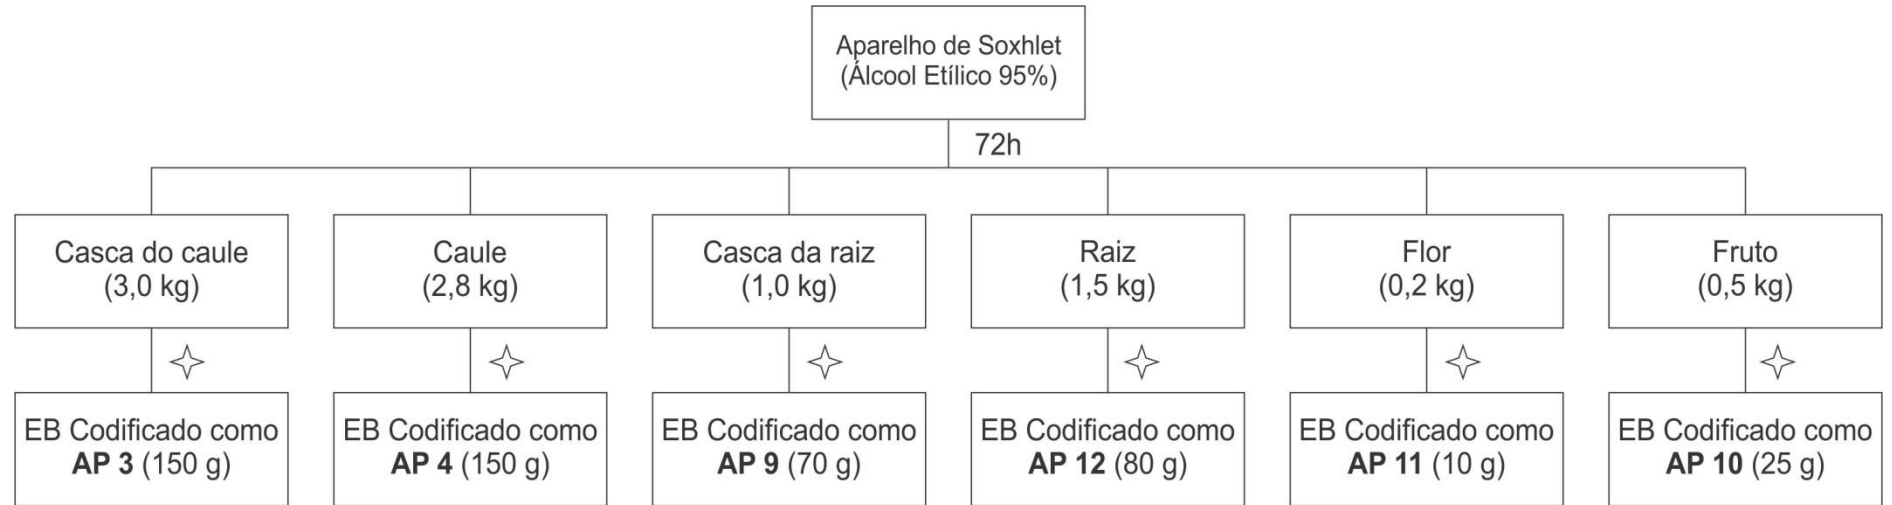 Aparelho de Soxhlet
(Álcool Etílico 95%)
72h
Casca do caule
(3,0 kg)
Caule
(2,8 kg)
Casca da raiz
(1,0 kg)
Raiz
(1,5 kg)
Flor
(0,2 kg)
Fruto
(0,5 kg)
EB Codificado como
AP 3 (150 g)
EB Codificado como
AP 4 (150 g)
EB Codificado como
AP 9 (70 g)
EB Codificado como
AP 12 (80 g)
EB Codificado como
AP 11 (10 g)
EB Codificado como
AP 10 (25 g)